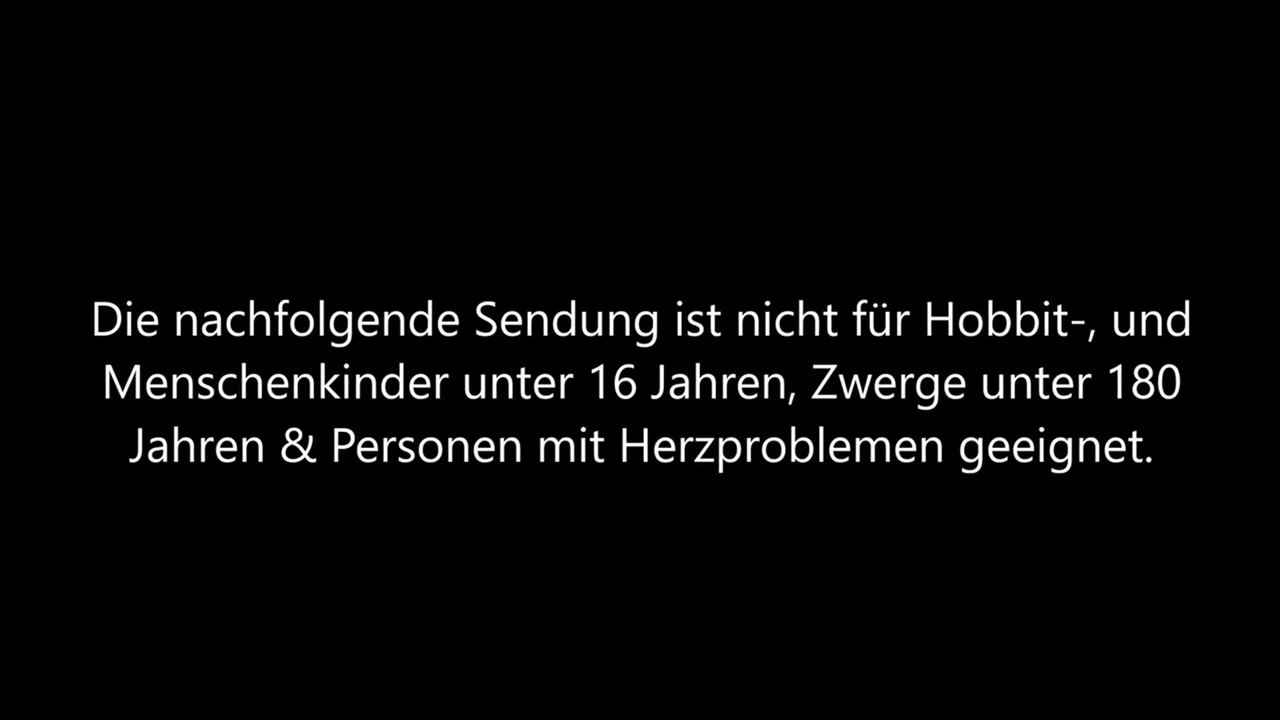 Die nachfolgende Sendung ist nicht für Hobbit-, und
Menschenkinder unter 16 Jahren, Zwerge unter 180
Jahren & Personen mit Herzproblemen geeignet.